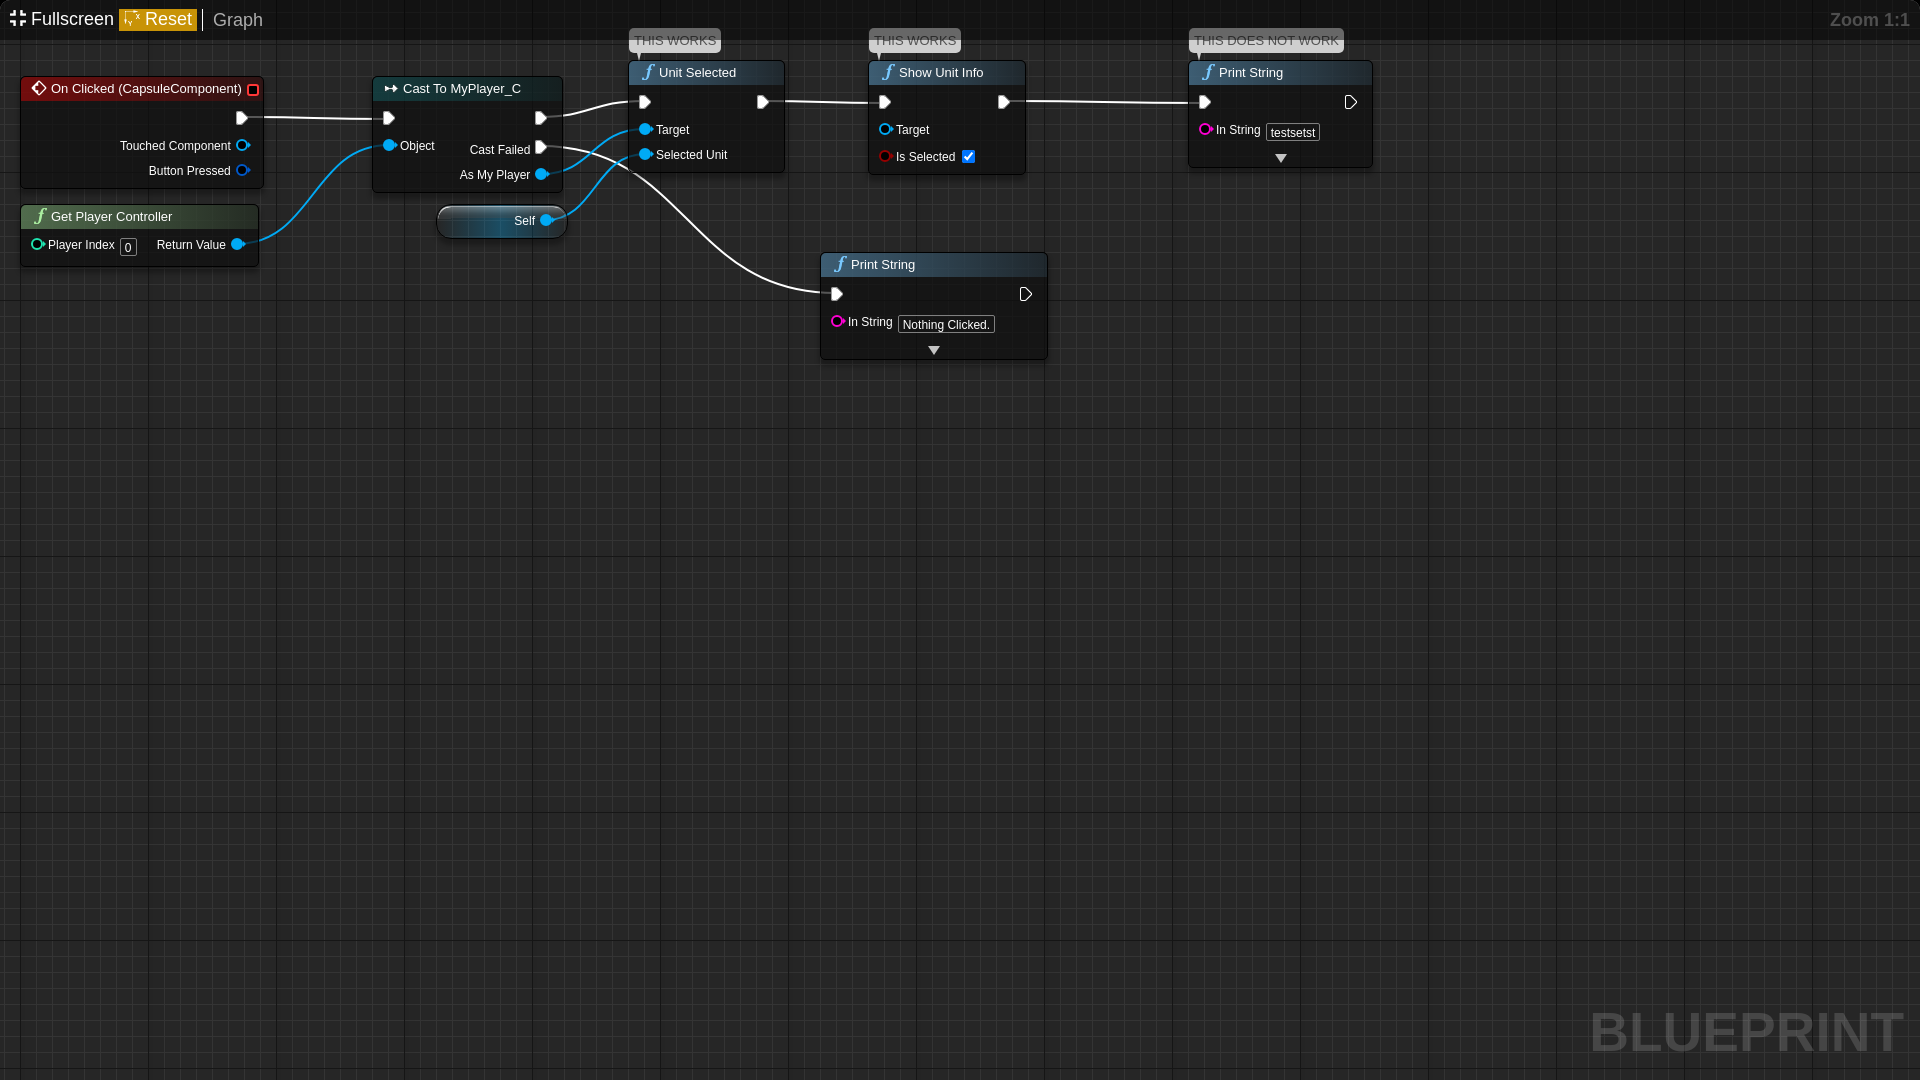 Fullscreen Reset Graph Zoom 1:1
THIS WORKS
THIS WORKS
THIS DOES NOT WORK
On Clicked (CapsuleComponent)
Touched Component
Button Pressed
Get Player Controller
Player Index 0 Return Value
Cast To MyPlayer_C
Object
Cast Failed
As My Player
Self
Unit Selected
Target
Selected Unit
Show Unit Info
Target
Is Selected
Print String
In String testsetst
Print String
In String Nothing Clicked.
BLUEPRINT